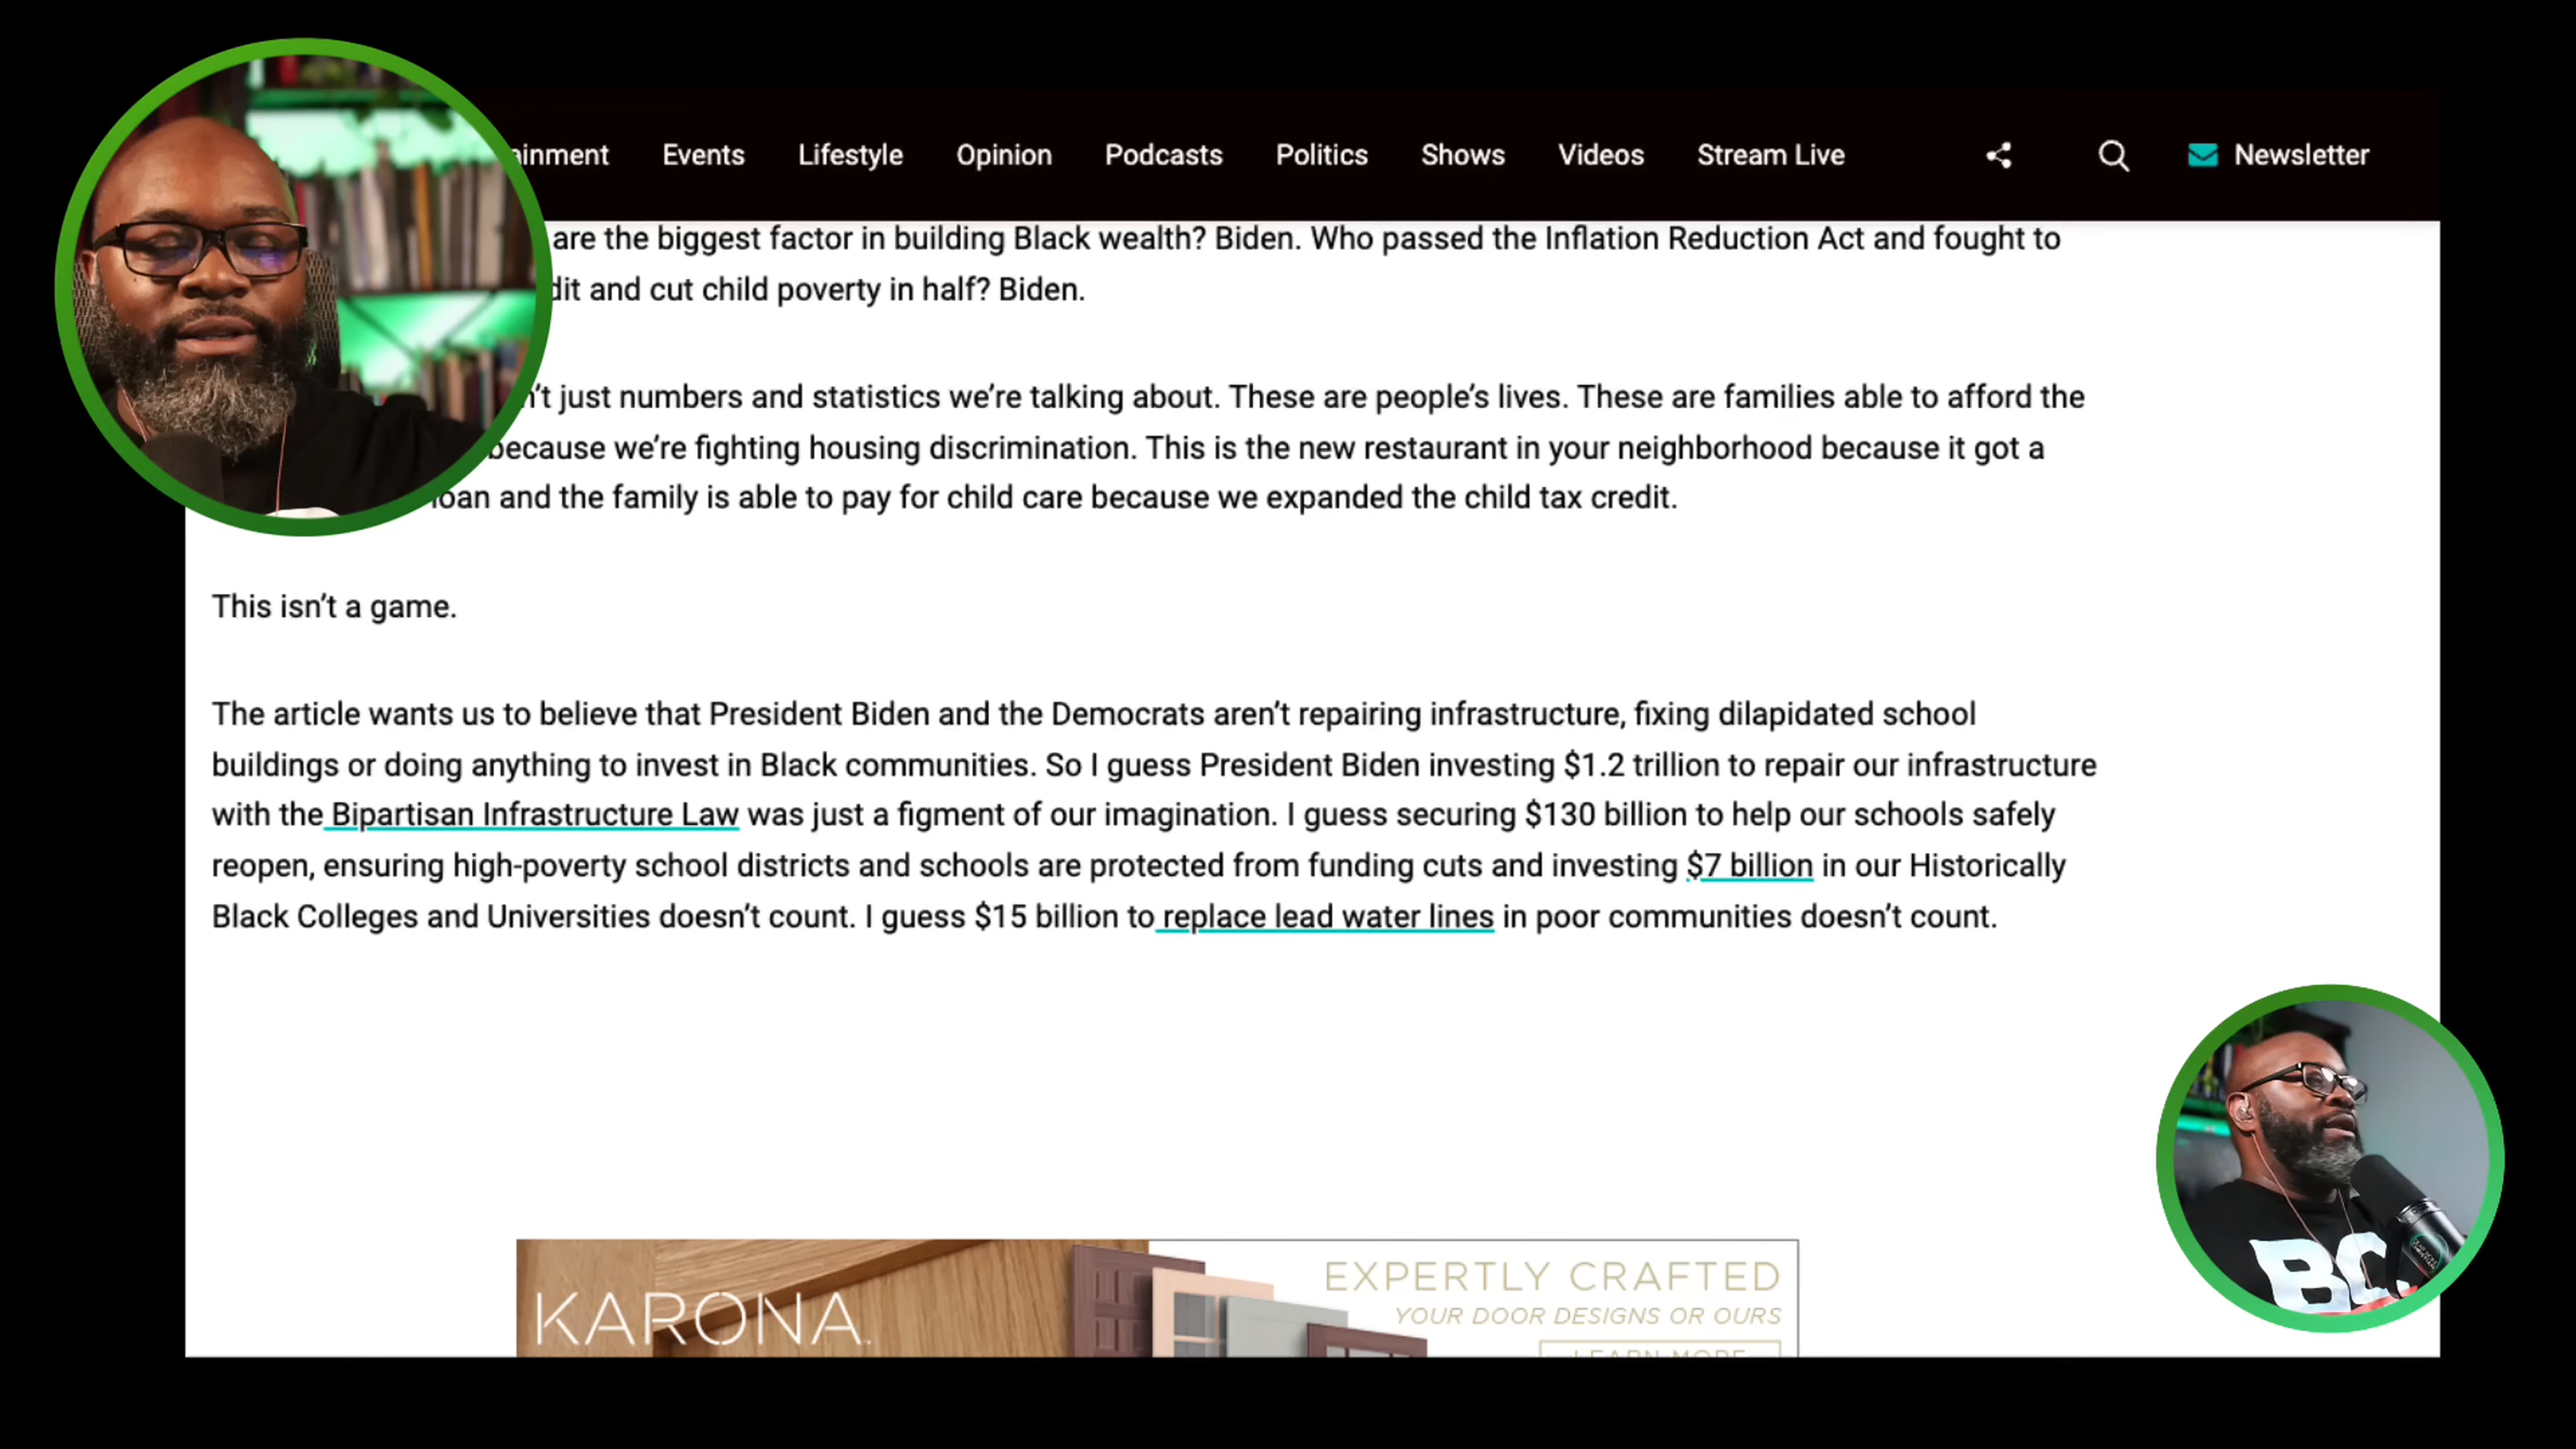 Events Lifestyle Opinion Podcasts Politics Shows Videos Stream Live Newsletter
are the biggest factor in building Black wealth? Biden. Who passed the Inflation Reduction Act and fought to
and cut child poverty in half? Biden.
just numbers and statistics we’re talking about. These are people’s lives. These are families able to afford the
because we’re fighting housing discrimination. This is the new restaurant in your neighborhood because it got a
loan and the family is able to pay for child care because we expanded the child tax credit.
This isn’t a game.
The article wants us to believe that President Biden and the Democrats aren’t repairing infrastructure, fixing dilapidated school
buildings or doing anything to invest in Black communities. So I guess President Biden investing $1.2 trillion to repair our infrastructure
with the Bipartisan Infrastructure Law was just a figment of our imagination. I guess securing $130 billion to help our schools safely
reopen, ensuring high-poverty school districts and schools are protected from funding cuts and investing $7 billion in our Historically
Black Colleges and Universities doesn’t count. I guess $15 billion to replace lead water lines in poor communities doesn’t count.
KARONA.
EXPERTLY CRAFTED
YOUR DOOR DESIGNS OR OURS
LEARN MORE